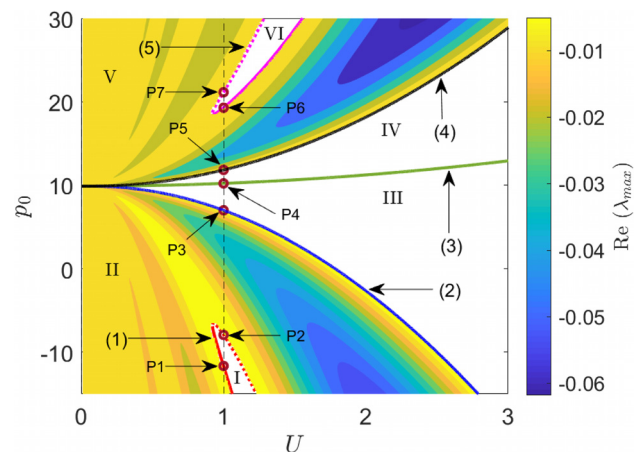 30
20
10
0
-10
p₀
0
1
2
3
U
V
(5)
VI
P7
P6
P5
IV
(4)
P4
III
P3
(3)
II
(2)
(1)
P2
P1
I
-0.01
-0.02
-0.03
-0.04
-0.05
-0.06
Re (λmax)